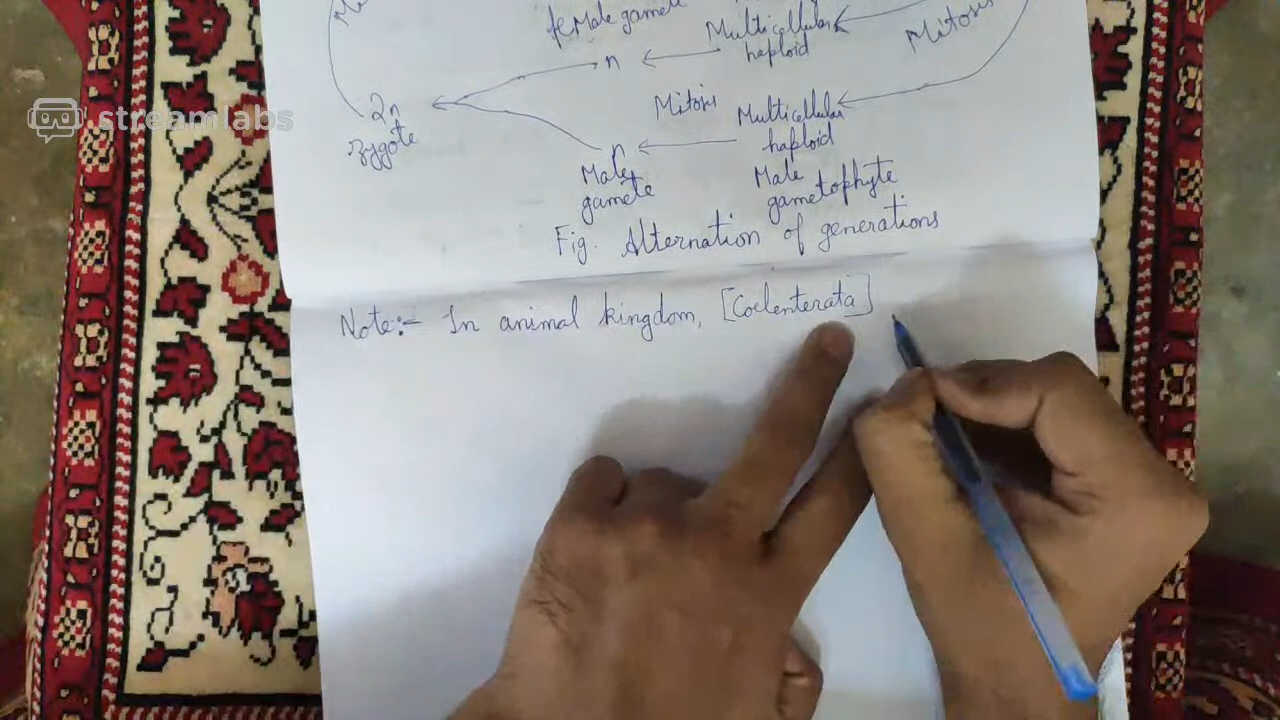 female gamete
Multicellular
haploid
Mitosis
n
2n
zygote
Mitosis
Multicellular
haploid
n
Male
gamete
Male
gametophyte
Fig. Alternation of generations
Note:- In animal kingdom, [Coelenterata]
streamlabs